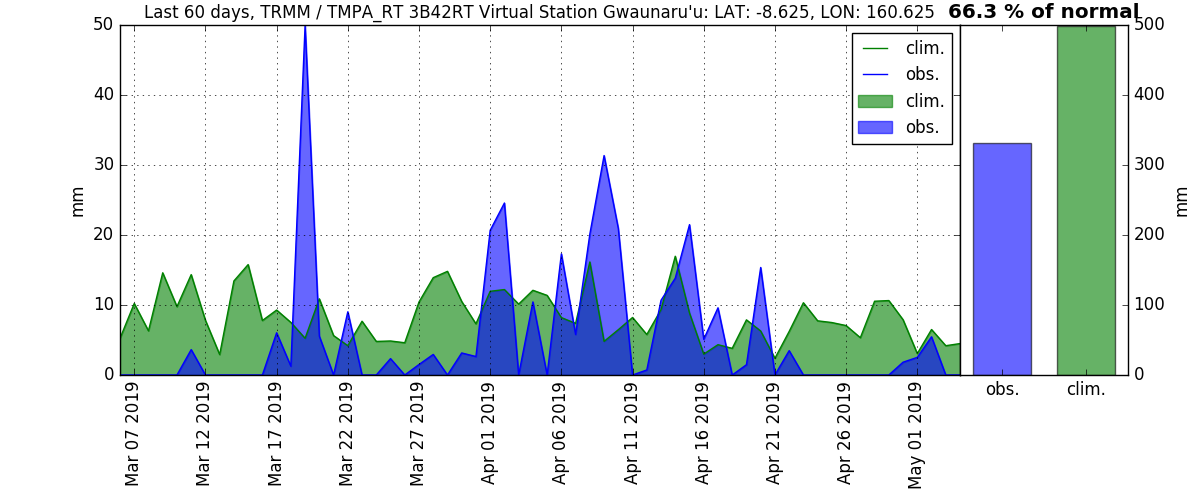 Last 60 days, TRMM / TMPA_RT 3B42RT Virtual Station Gwaunaru'u: LAT: -8.625, LON: 160.625
66.3 % of normal
50
40
30
20
10
0
mm
clim.
obs.
clim.
obs.
500
400
300
200
100
0
mm
obs.
clim.
Mar 07 2019
Mar 12 2019
Mar 17 2019
Mar 22 2019
Mar 27 2019
Apr 01 2019
Apr 06 2019
Apr 11 2019
Apr 16 2019
Apr 21 2019
Apr 26 2019
May 01 2019